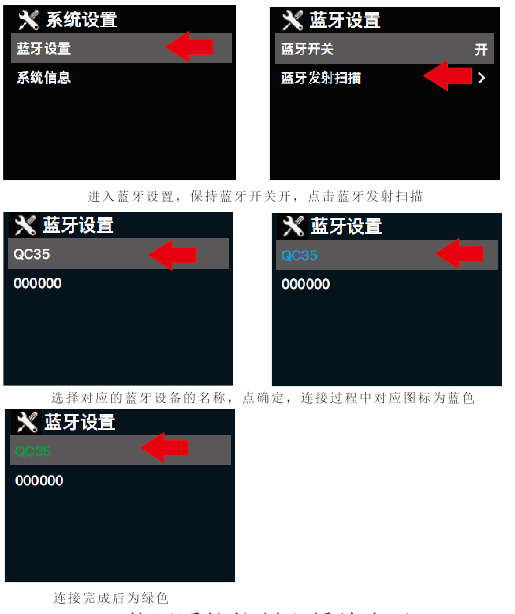 系统设置
蓝牙设置
系统信息
蓝牙设置
蓝牙开关 开
蓝牙发射扫描
进入蓝牙设置，保持蓝牙开关开，点击蓝牙发射扫描
蓝牙设置
QC35
000000
蓝牙设置
QC35
000000
选择对应的蓝牙设备的名称，点确定，连接过程中对应图标为蓝色
蓝牙设置
QC35
000000
连接完成后为绿色